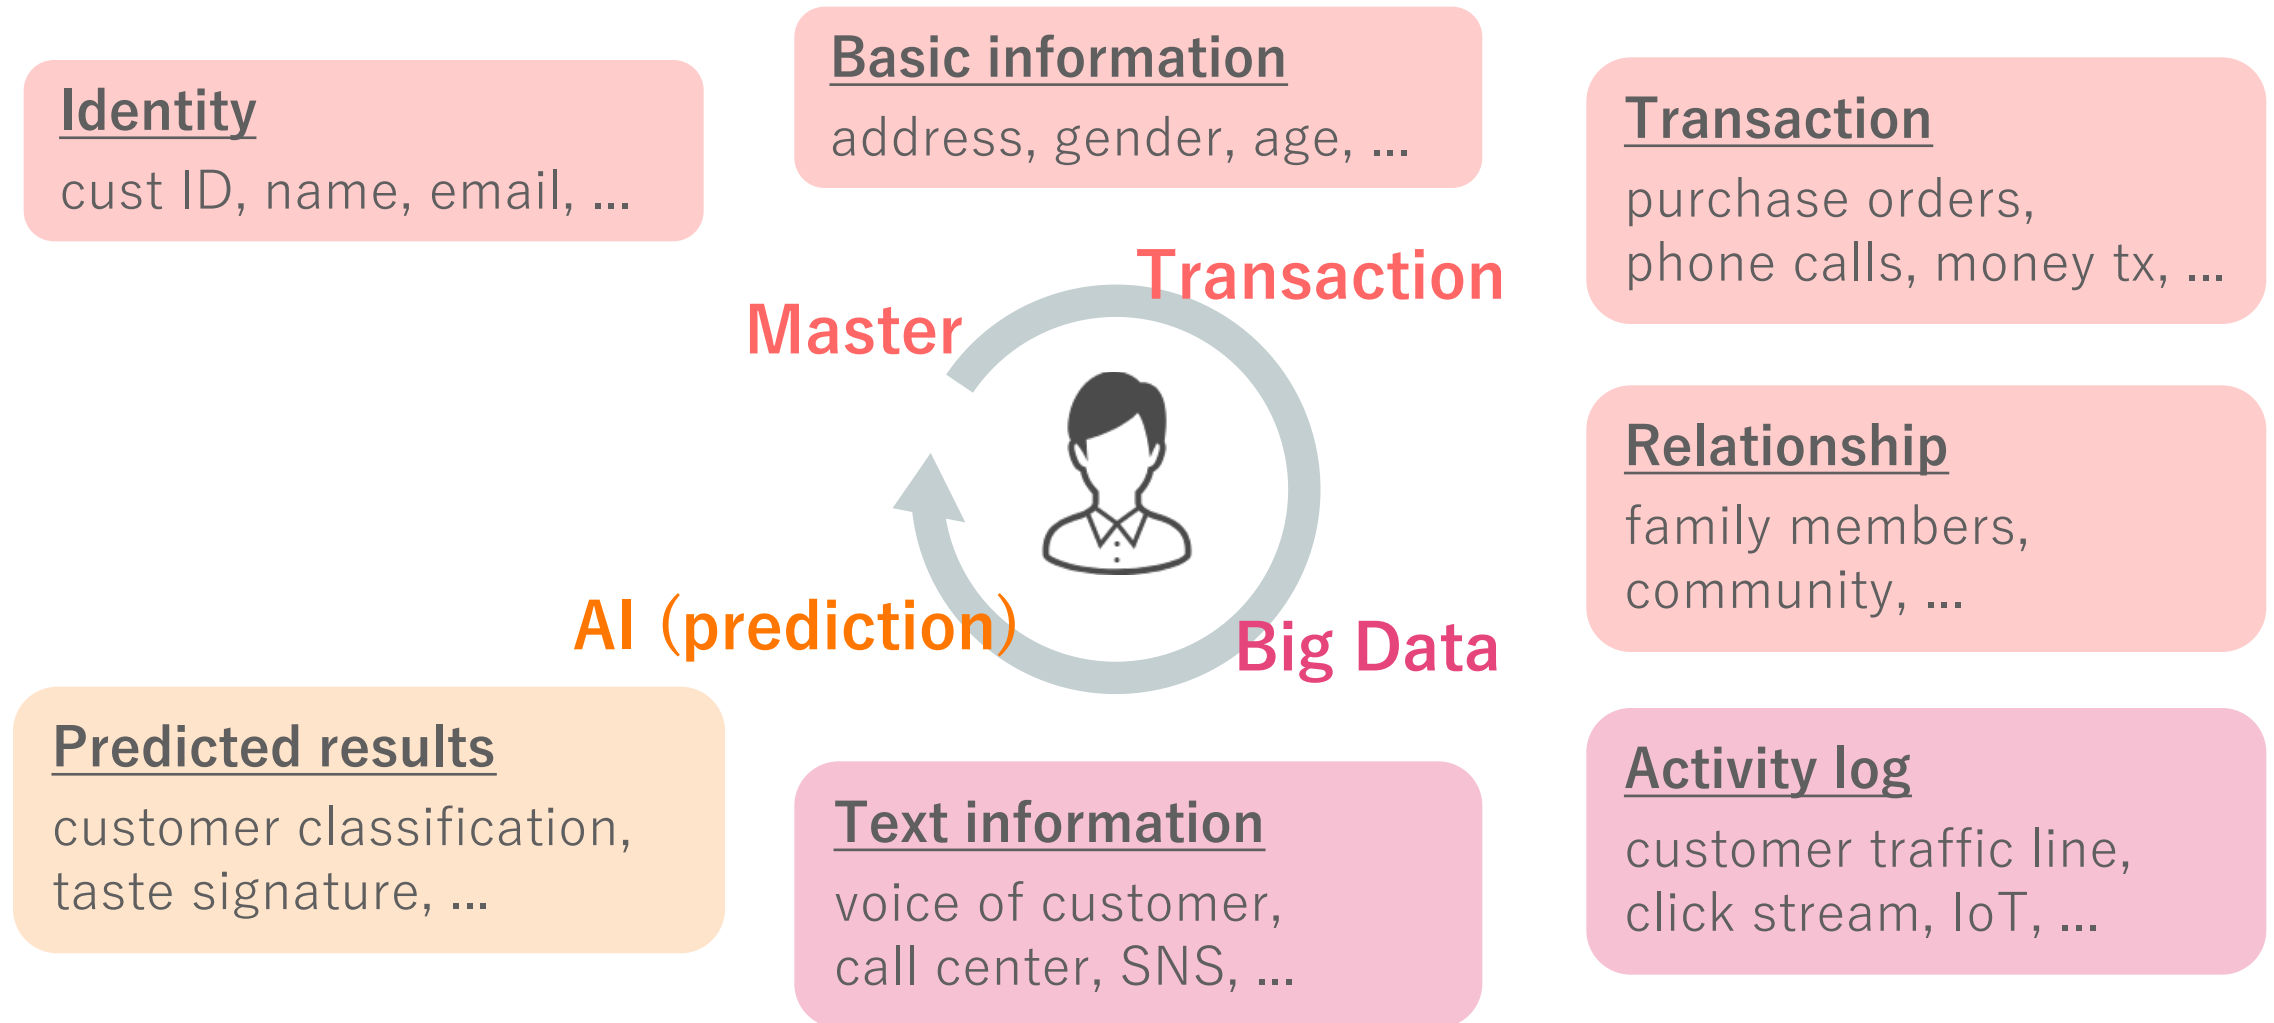 Identity
cust ID, name, email, ...
Basic information
address, gender, age, ...
Transaction
purchase orders,
phone calls, money tx, ...
Master
Transaction
Relationship
family members,
community, ...
AI (prediction)
Big Data
Predicted results
customer classification,
taste signature, ...
Text information
voice of customer,
call center, SNS, ...
Activity log
customer traffic line,
click stream, IoT, ...